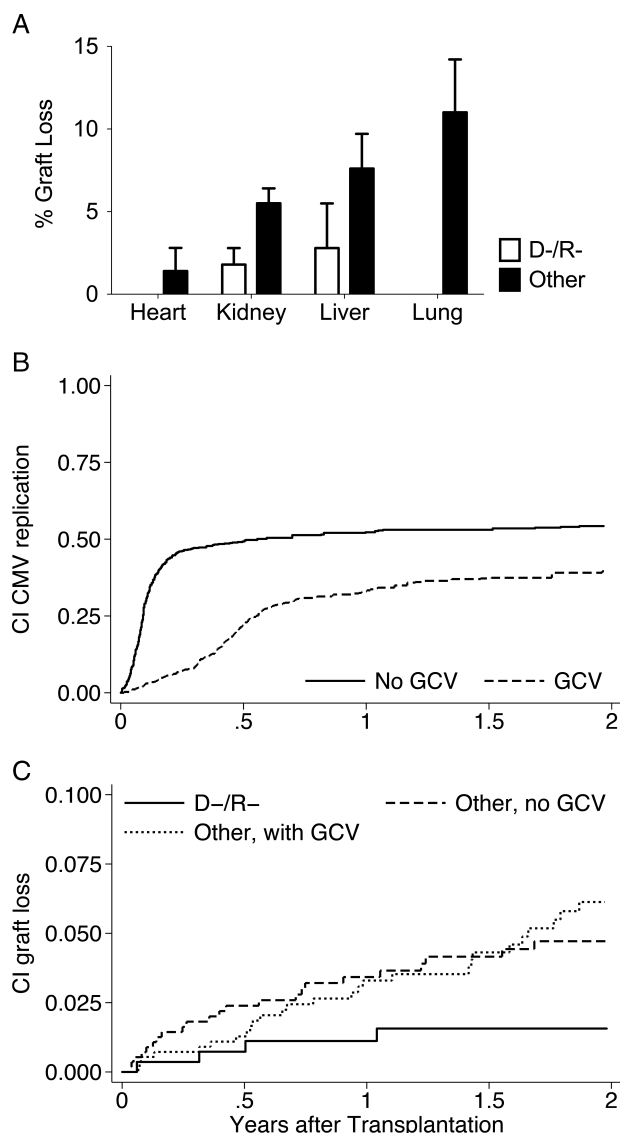 A
% Graft Loss
15
10
5
0
Heart Kidney Liver Lung
D-/R-
Other
B
CI CMV replication
1.00
0.75
0.50
0.25
0.00
No GCV GCV
0 .5 1 1.5 2
C
CI graft loss
D–/R– Other, no GCV
Other, with GCV
0.100
0.075
0.050
0.025
0.000
0 .5 1 1.5 2
Years after Transplantation